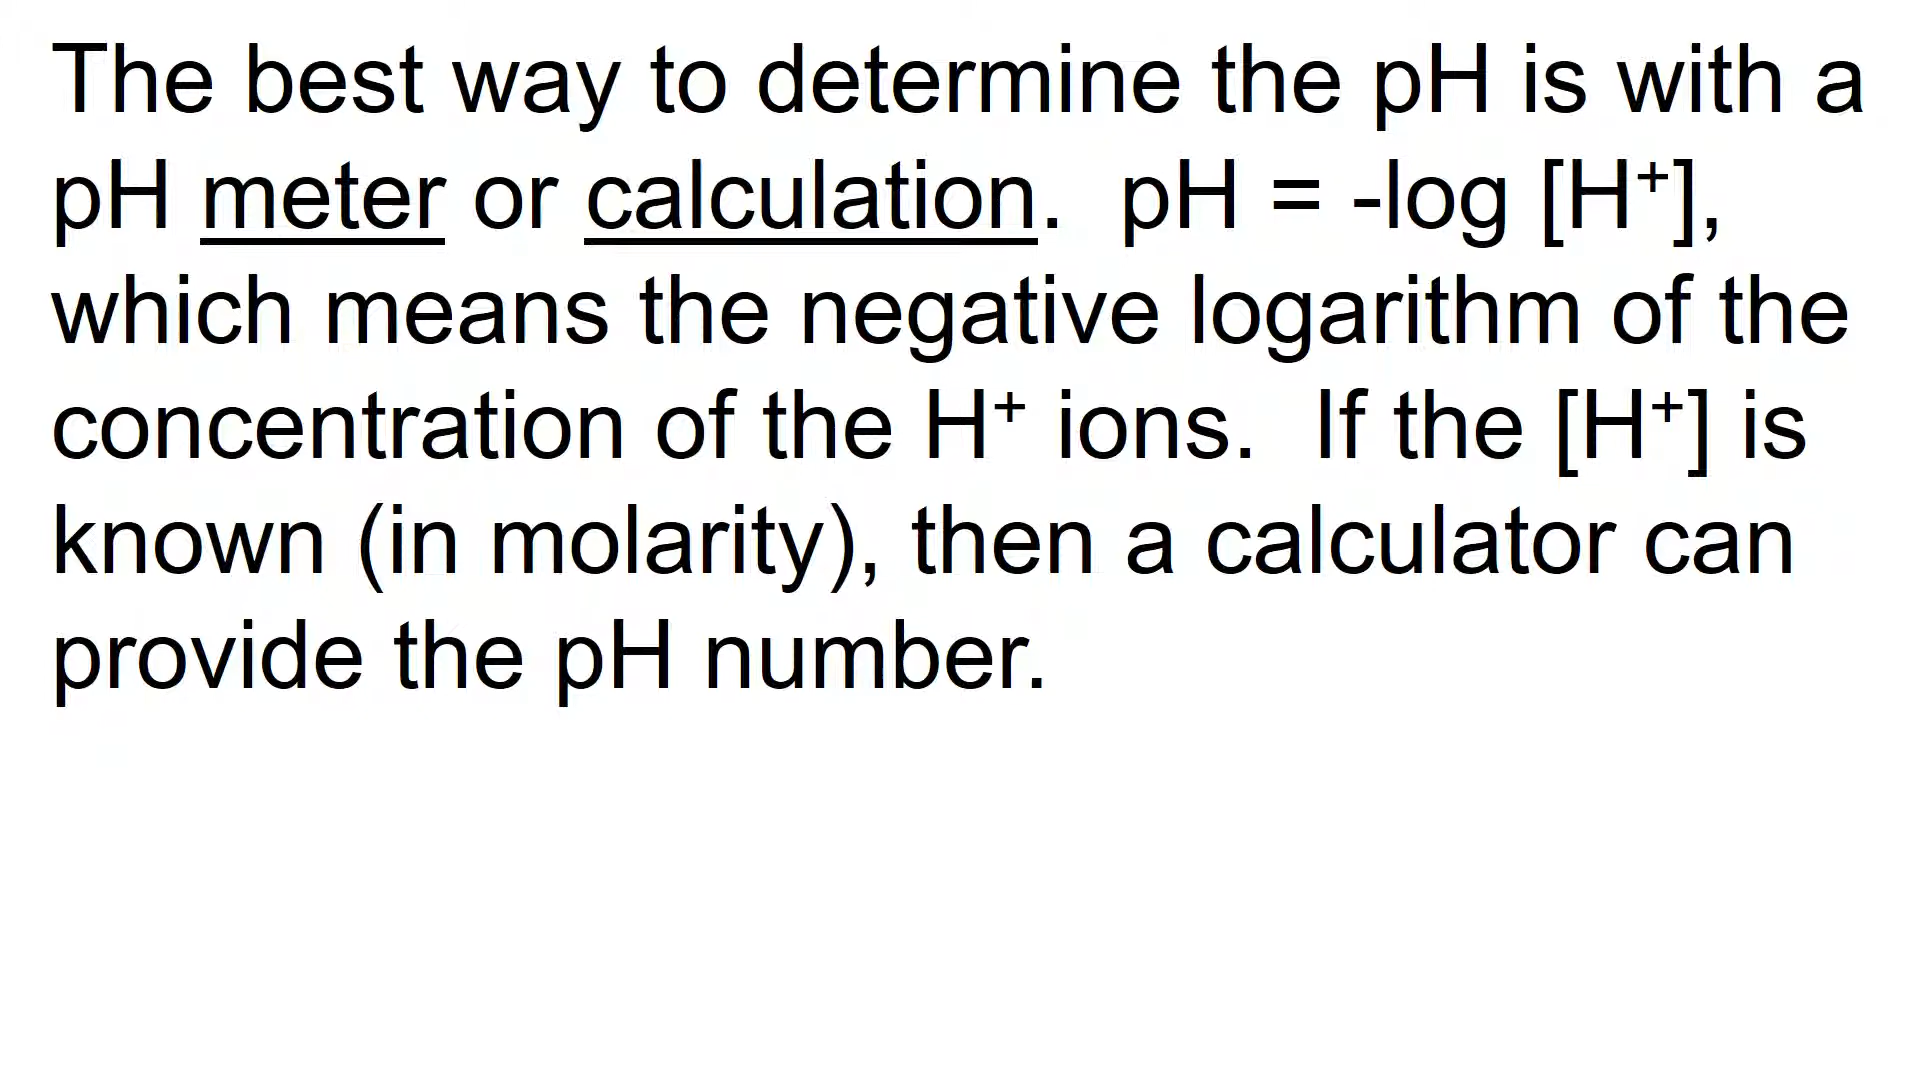 The best way to determine the pH is with a
pH meter or calculation.  pH = -log [H⁺],
which means the negative logarithm of the
concentration of the H⁺ ions.  If the [H⁺] is
known (in molarity), then a calculator can
provide the pH number.